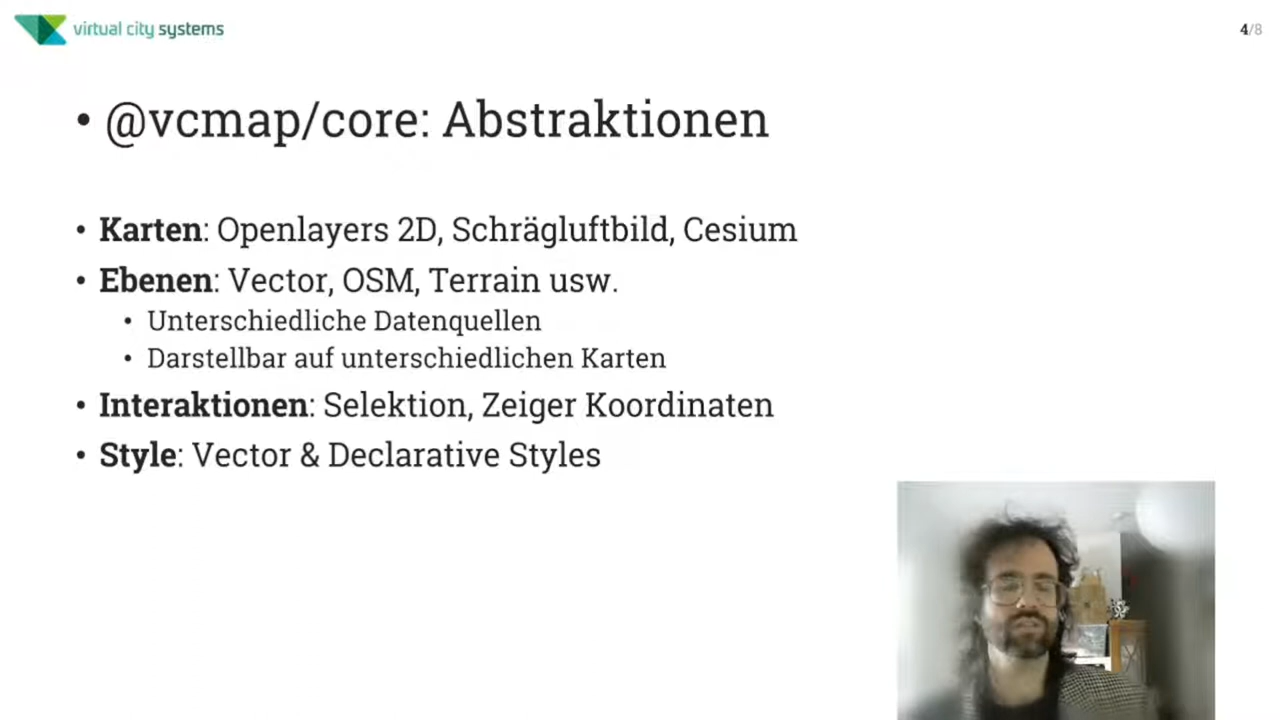 virtual city systems
4/8
• @vcmap/core: Abstraktionen
• Karten: Openlayers 2D, Schrägluftbild, Cesium
• Ebenen: Vector, OSM, Terrain usw.
• Unterschiedliche Datenquellen
• Darstellbar auf unterschiedlichen Karten
• Interaktionen: Selektion, Zeiger Koordinaten
• Style: Vector & Declarative Styles